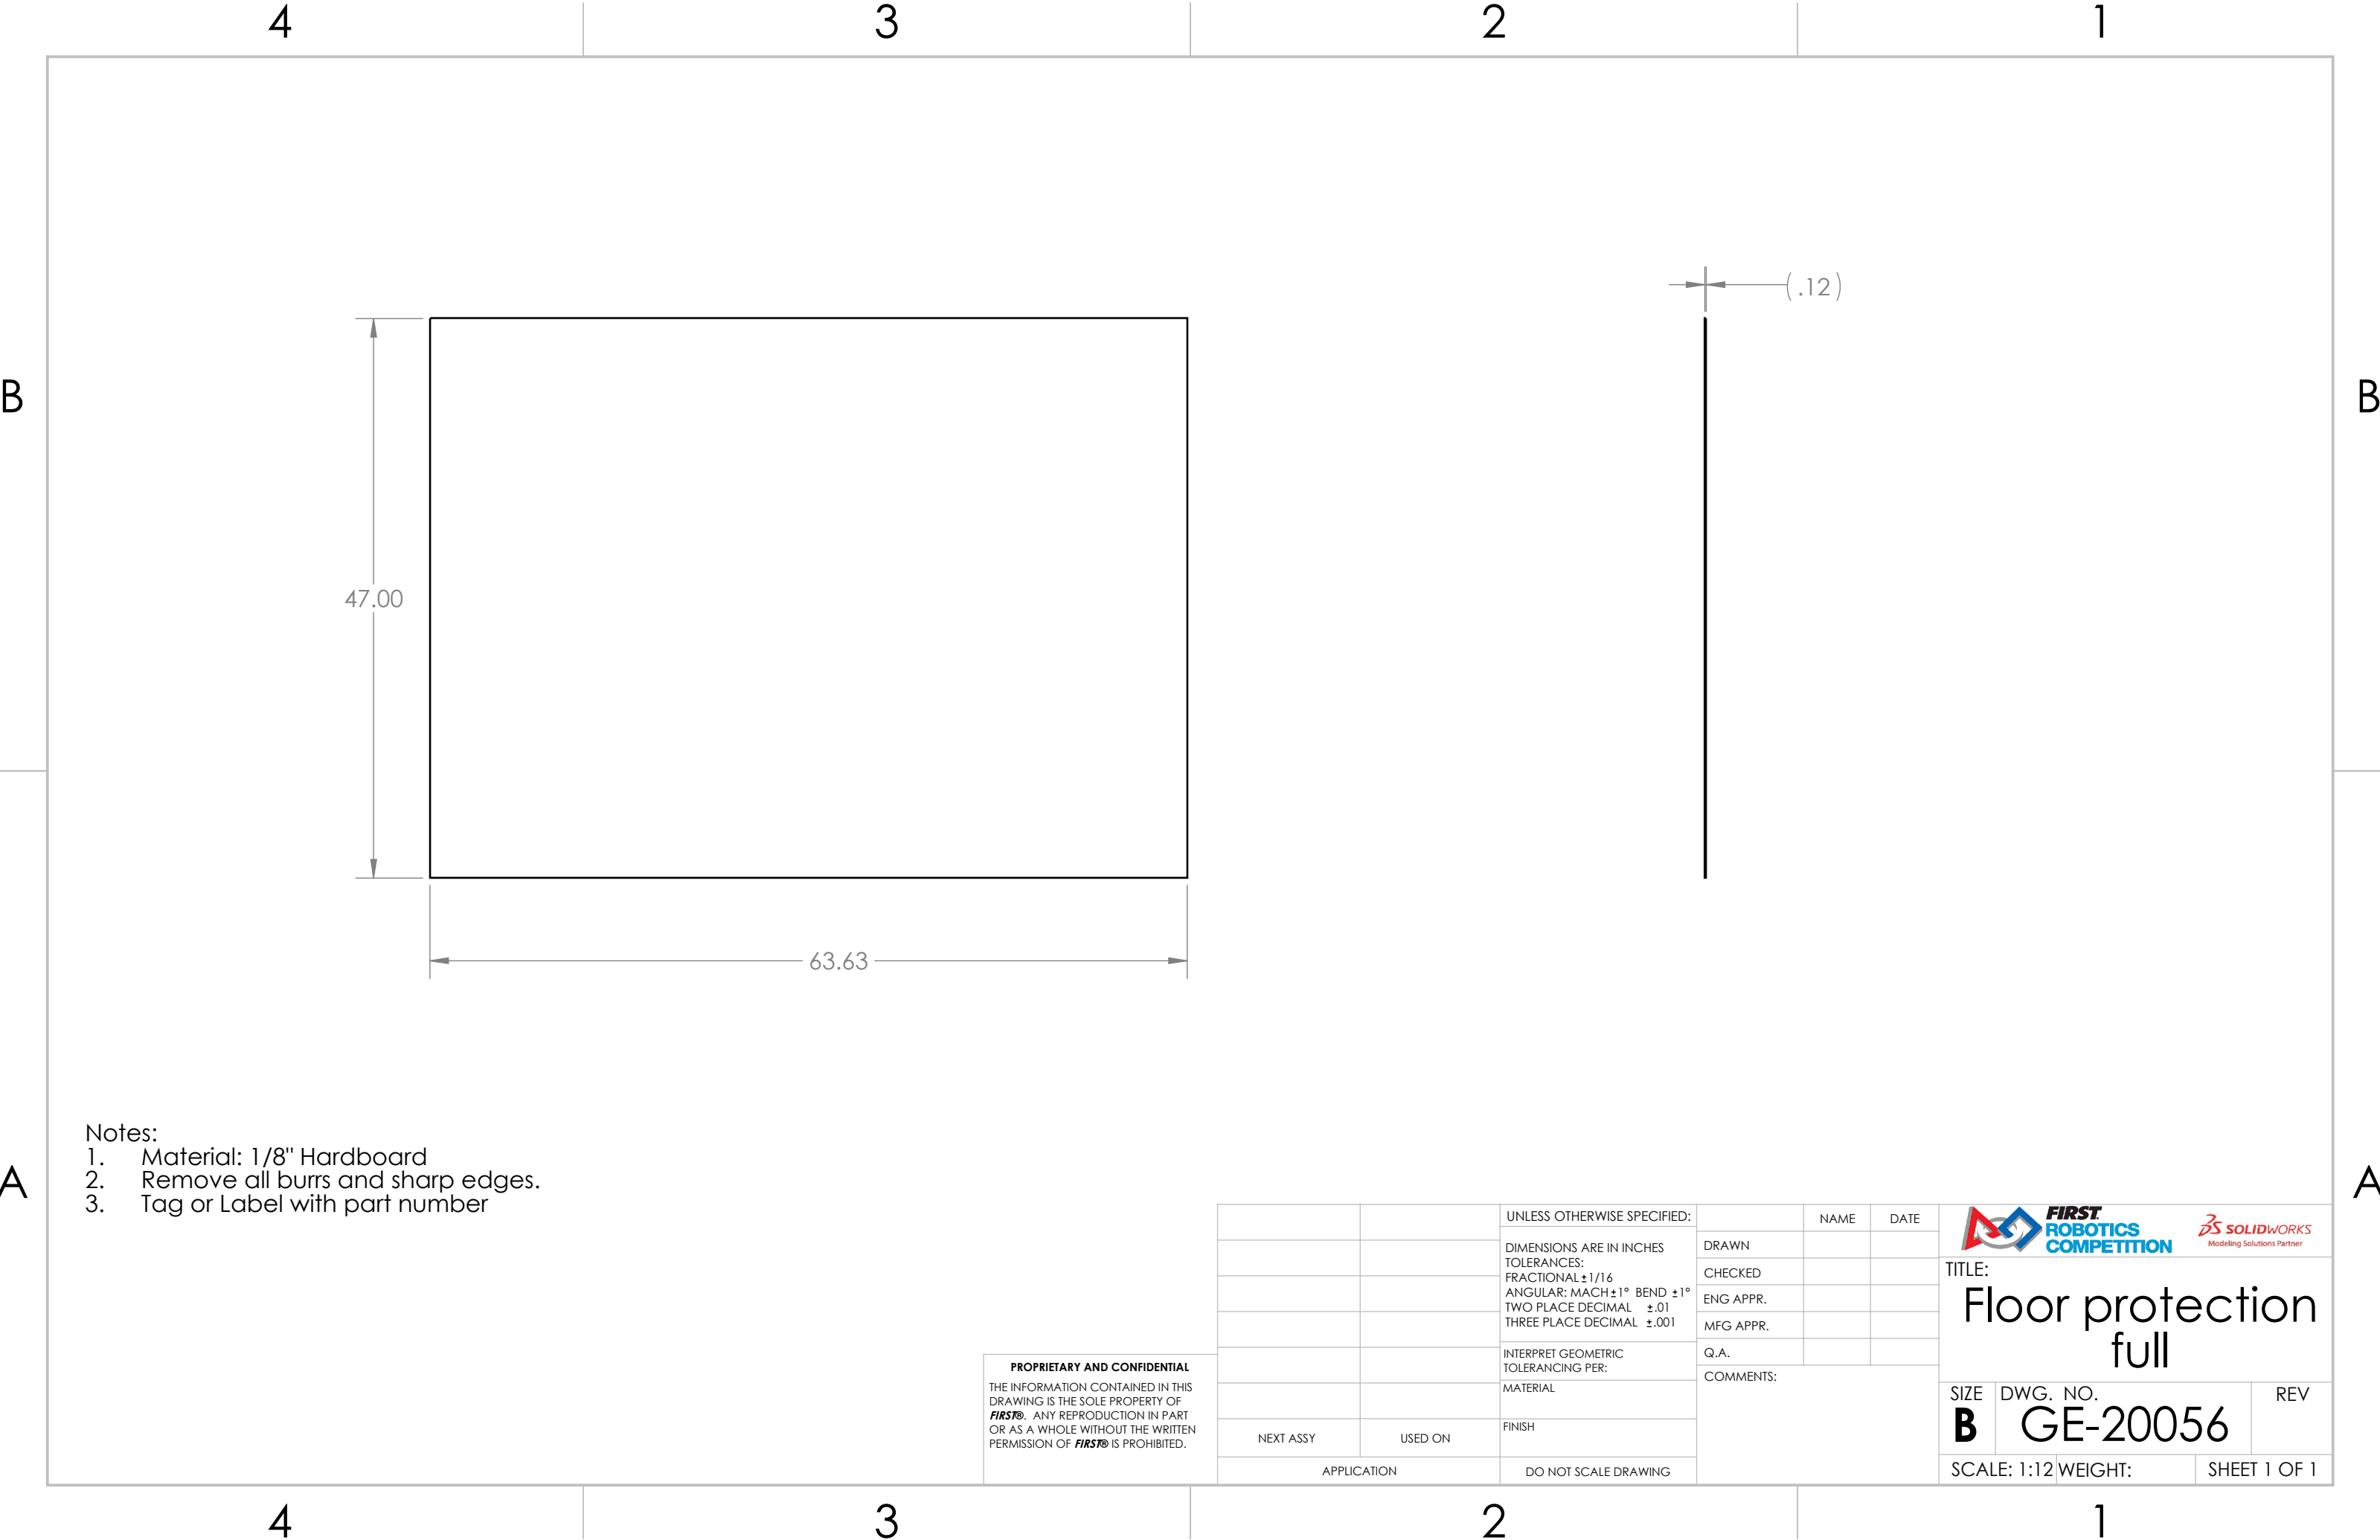 4 3 2 1
B B
(.12)
47.00
63.63
A A
Notes:
1. Material: 1/8" Hardboard
2. Remove all burrs and sharp edges.
3. Tag or Label with part number
PROPRIETARY AND CONFIDENTIAL
THE INFORMATION CONTAINED IN THIS
DRAWING IS THE SOLE PROPERTY OF
FIRST®. ANY REPRODUCTION IN PART
OR AS A WHOLE WITHOUT THE WRITTEN
PERMISSION OF FIRST® IS PROHIBITED.
NEXT ASSY USED ON
APPLICATION
UNLESS OTHERWISE SPECIFIED:
DIMENSIONS ARE IN INCHES
TOLERANCES:
FRACTIONAL ±1/16
ANGULAR: MACH ±1° BEND ±1°
TWO PLACE DECIMAL ±.01
THREE PLACE DECIMAL ±.001
INTERPRET GEOMETRIC
TOLERANCING PER:
MATERIAL
FINISH
DO NOT SCALE DRAWING
NAME DATE
DRAWN
CHECKED
ENG APPR.
MFG APPR.
Q.A.
COMMENTS:
FIRST®
ROBOTICS
COMPETITION
SOLIDWORKS
Modeling Solutions Partner
TITLE:
Floor protection
full
SIZE DWG. NO. REV
B GE-20056
SCALE: 1:12 WEIGHT: SHEET 1 OF 1
4 3 2 1